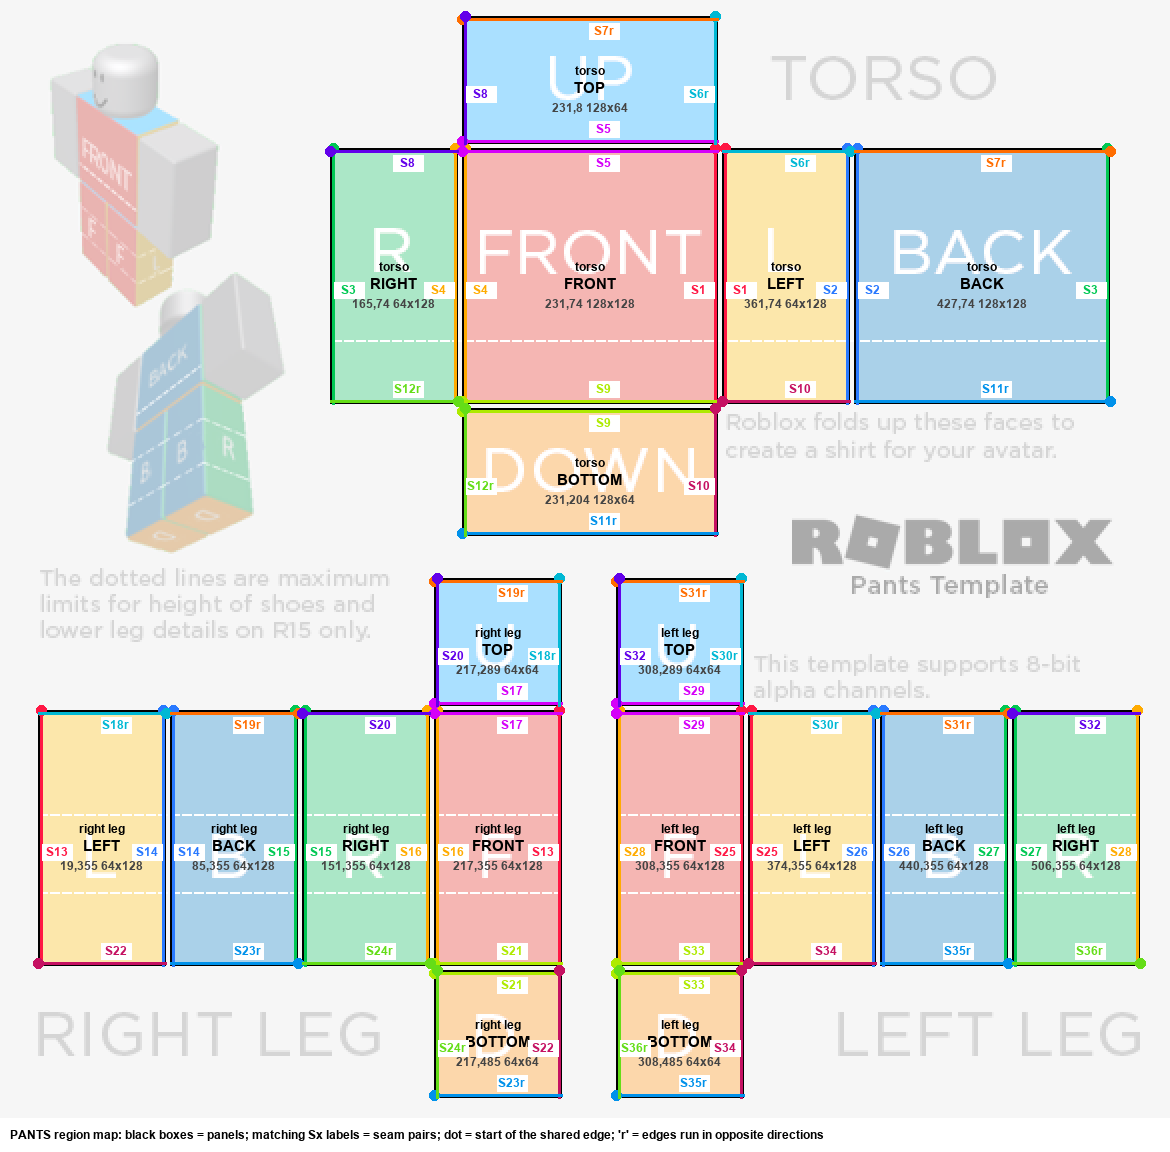 S7r
UP
torso
TOP
S8
S6r
231,8 128x64
S5
TORSO
FRONT
F
F
L
S8
S5
S6r
S7r
R
FRONT
L
BACK
torso
RIGHT
torso
FRONT
torso
LEFT
torso
BACK
S3
S4
S4
S1
S1
S2
S2
S3
165,74 64x128
231,74 128x128
361,74 64x128
427,74 128x128
S12r
S9
S10
S11r
BACK
B
B
R
D
S9
DOWN
torso
BOTTOM
S12r
S10
231,204 128x64
S11r
Roblox folds up these faces to
create a shirt for your avatar.
ROBLOX
Pants Template
The dotted lines are maximum
limits for height of shoes and
lower leg details on R15 only.
S19r
U
right leg
TOP
S20
S18r
217,289 64x64
S17
S31r
U
left leg
TOP
S32
S30r
308,289 64x64
S29
This template supports 8-bit
alpha channels.
S18r
S19r
S20
S17
S29
S30r
S31r
S32
L
B
R
F
F
L
B
R
right leg
LEFT
right leg
BACK
right leg
RIGHT
right leg
FRONT
left leg
FRONT
left leg
LEFT
left leg
BACK
left leg
RIGHT
S13
S14
S14
S15
S15
S16
S16
S13
S28
S25
S25
S26
S26
S27
S27
S28
19,355 64x128
85,355 64x128
151,355 64x128
217,355 64x128
308,355 64x128
374,355 64x128
440,355 64x128
506,355 64x128
S22
S23r
S24r
S21
S33
S34
S35r
S36r
S21
D
right leg
BOTTOM
S24r
S22
217,485 64x64
S23r
S33
D
left leg
BOTTOM
S36r
S34
308,485 64x64
S35r
RIGHT LEG
LEFT LEG
PANTS region map: black boxes = panels; matching Sx labels = seam pairs; dot = start of the shared edge; 'r' = edges run in opposite directions